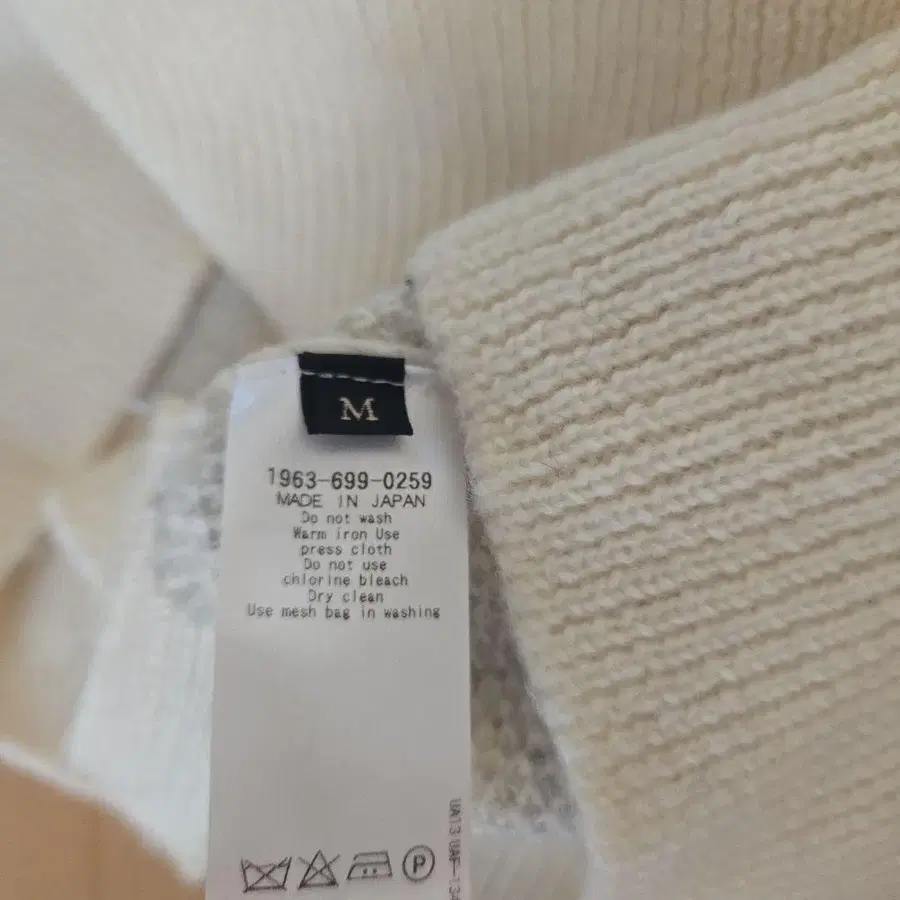 M
1963-699-0259
MADE IN JAPAN
Do not wash
Warm iron Use
press cloth
Do not use
chlorine bleach
Dry clean
Use mesh bag in washing
P